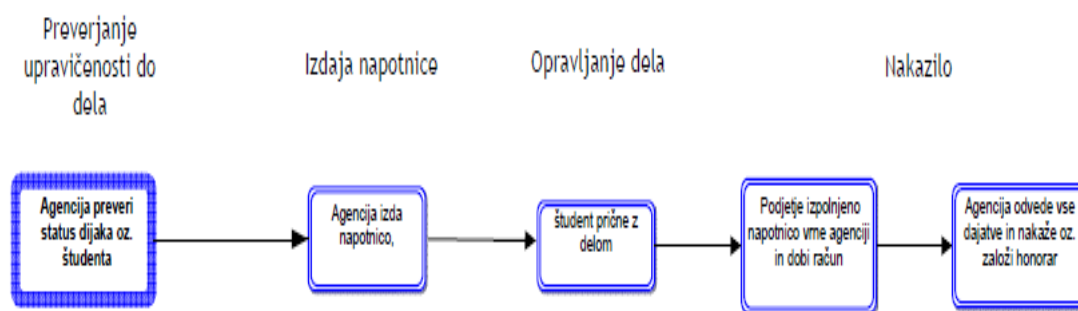 Preverjanje
upravičenosti do
dela
Izdaja napotnice
Opravljanje dela
Nakazilo
Agencija preveri
status dijaka oz.
študenta
Agencija izda
napotnico,
študent prične z
delom
Podjetje izpolnjeno
napotnico vrne agenciji
in dobi račun
Agencija odvede vse
dajatve in nakaže oz.
založi honorar